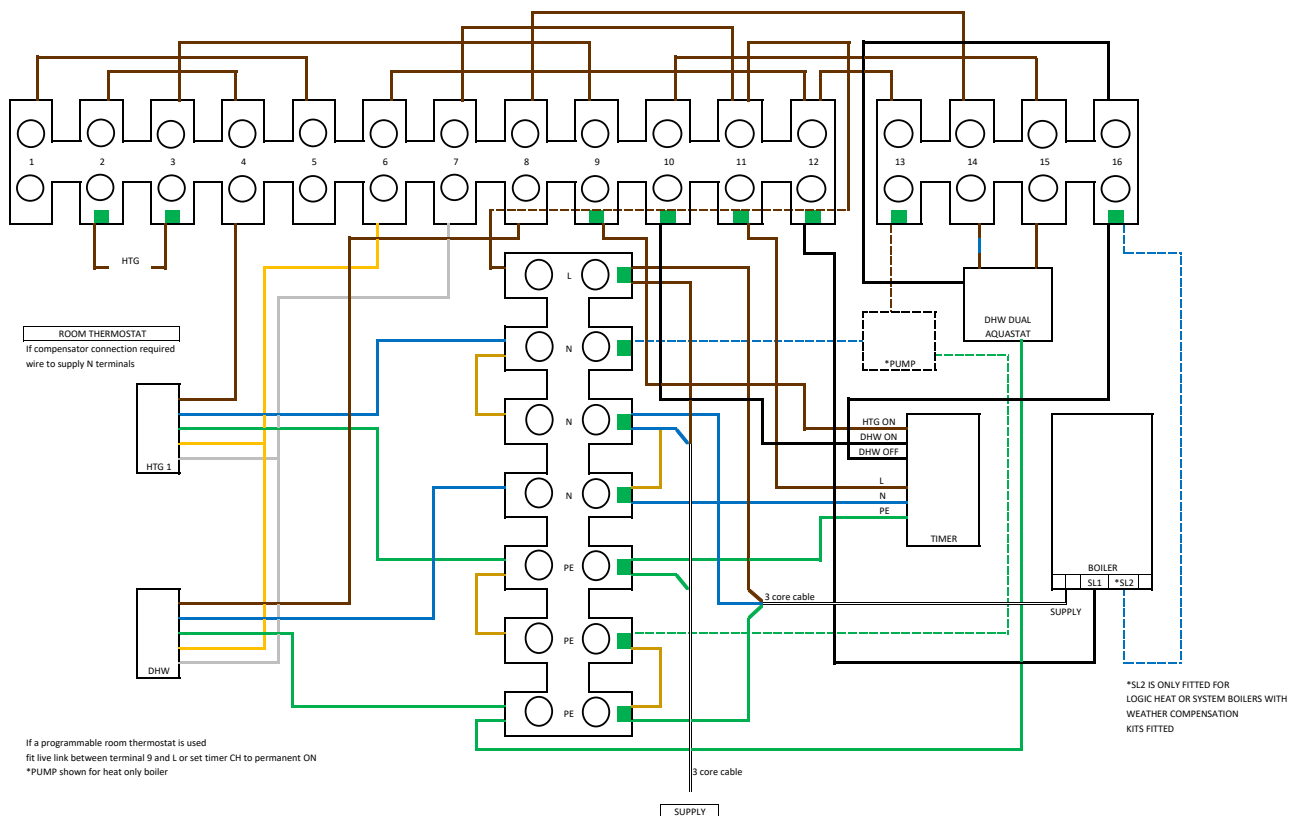 1 2 3 4 5 6 7 8 9 10 11 12 13 14 15 16
HTG
L
ROOM THERMOSTAT
If compensator connection required
wire to supply N terminals
DHW DUAL
AQUASTAT
N
*PUMP
N
HTG ON
DHW ON
DHW OFF
HTG 1
L
N
N
PE
TIMER
PE
BOILER
SL1 *SL2
3 core cable
SUPPLY
PE
DHW
*SL2 IS ONLY FITTED FOR
LOGIC HEAT OR SYSTEM BOILERS WITH
WEATHER COMPENSATION
KITS FITTED
PE
If a programmable room thermostat is used
fit live link between terminal 9 and L or set timer CH to permanent ON
*PUMP shown for heat only boiler
3 core cable
SUPPLY